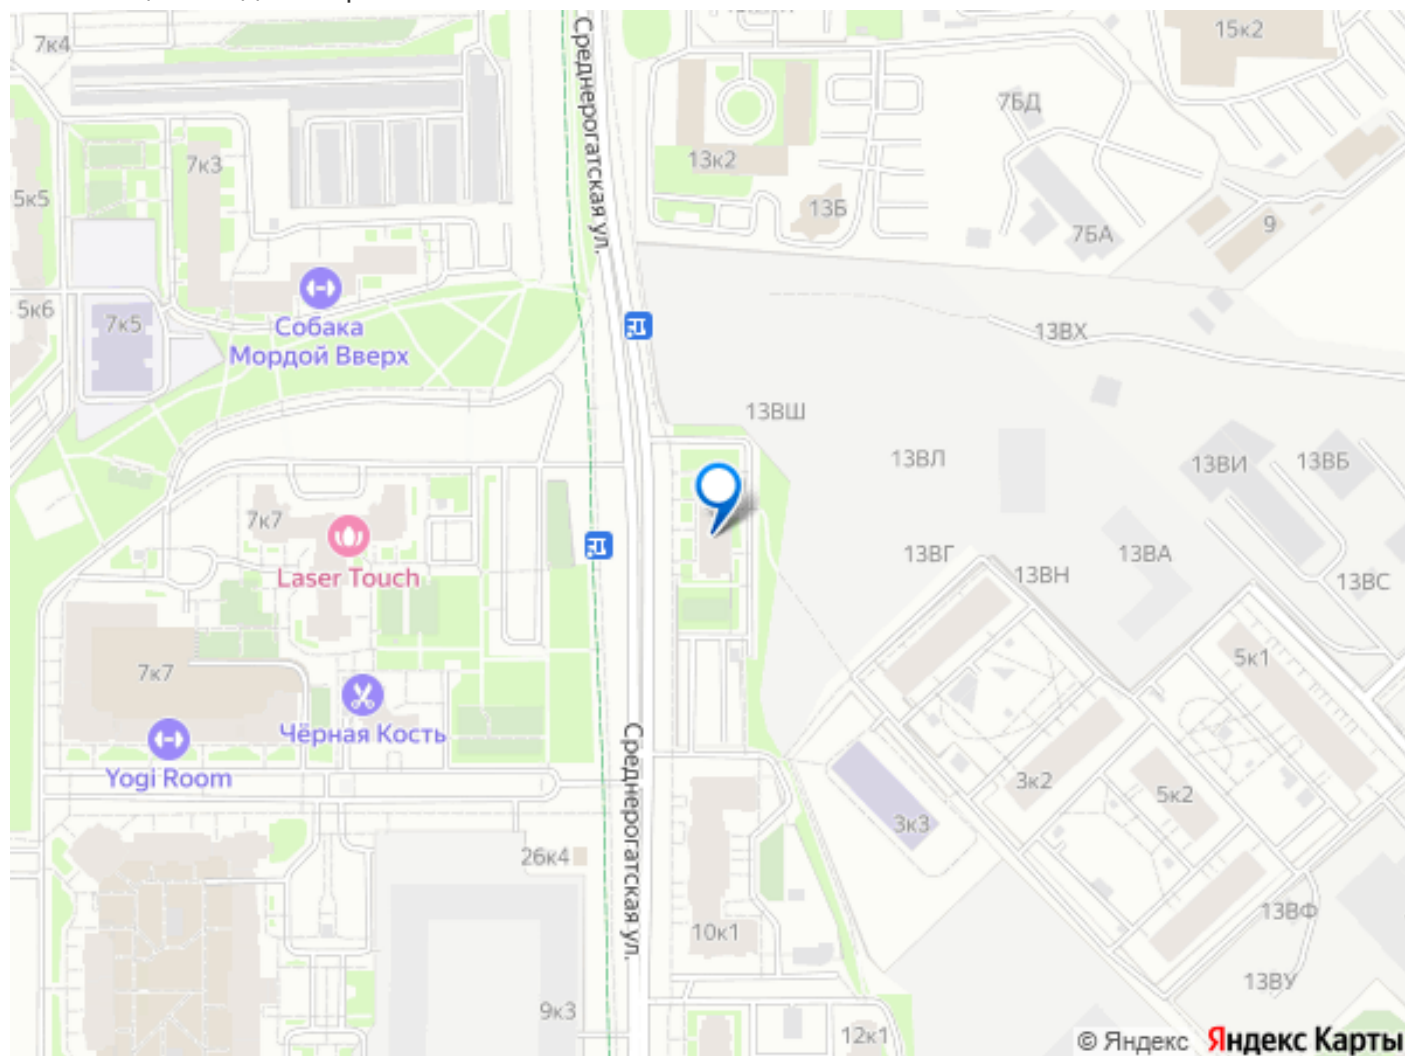 7к4
15к2
Среднерогатская ул.
7БД
7к3
13к2
5к5
13Б
7БА
9
5к6
7к5
Собака
Мордой Вверх
13ВХ
13ВШ
13ВЛ
13ВИ
13ВБ
7к7
Laser Touch
13ВГ
13ВН
13ВА
13ВС
7к7
5к1
Чёрная Кость
Yogi Room
Среднерогатская ул.
3к2
5к2
3к3
26к4
10к1
13ВФ
13ВУ
9к3
12к1
© Яндекс Яндекс Карты